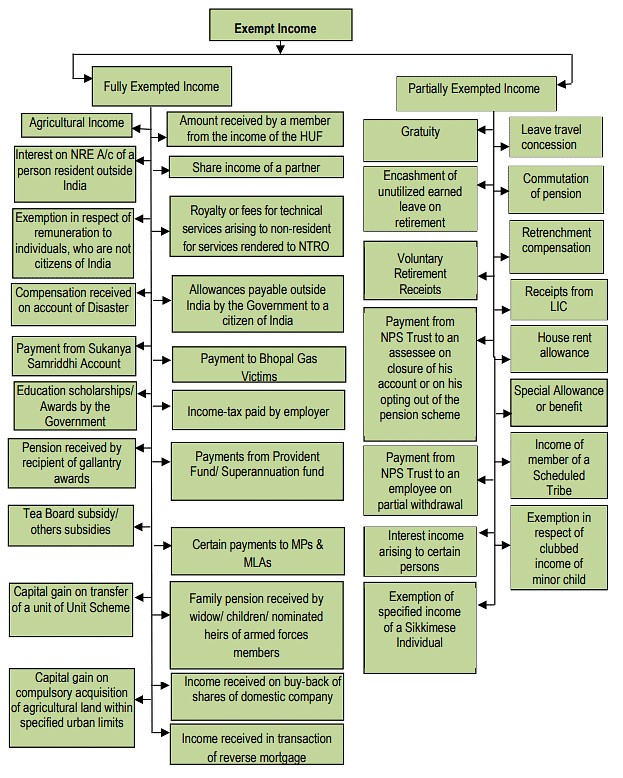 Exempt Income
Fully Exempted Income
Agricultural Income
Amount received by a member
from the income of the HUF
Interest on NRE A/c of a
person resident outside
India
Share income of a partner
Exemption in respect of
remuneration to
individuals, who are not
citizens of India
Royalty or fees for technical
services arising to non-resident
for services rendered to NTRO
Compensation received
on account of Disaster
Allowances payable outside
India by the Government to a
citizen of India
Payment from Sukanya
Samriddhi Account
Payment to Bhopal Gas
Victims
Education scholarships/
Awards by the
Government
Income-tax paid by employer
Pension received by
recipient of gallantry
awards
Payments from Provident
Fund/ Superannuation fund
Tea Board subsidy/
others subsidies
Certain payments to MPs &
MLAs
Capital gain on transfer
of a unit of Unit Scheme
Family pension received by
widow/ children/ nominated
heirs of armed forces
members
Capital gain on
compulsory acquisition
of agricultural land within
specified urban limits
Income received on buy-back of
shares of domestic company
Income received in transaction
of reverse mortgage
Partially Exempted Income
Gratuity
Leave travel
concession
Encashment of
unutilized earned
leave on
retirement
Commutation
of pension
Voluntary
Retirement
Receipts
Retrenchment
compensation
Receipts from
LIC
Payment from
NPS Trust to an
assessee on
closure of his
account or on his
opting out of the
pension scheme
House rent
allowance
Special Allowance
or benefit
Payment from
NPS Trust to an
employee on
partial withdrawal
Income of
member of a
Scheduled
Tribe
Interest income
arising to certain
persons
Exemption in
respect of
clubbed
income of
minor child
Exemption of
specified income
of a Sikkimese
Individual